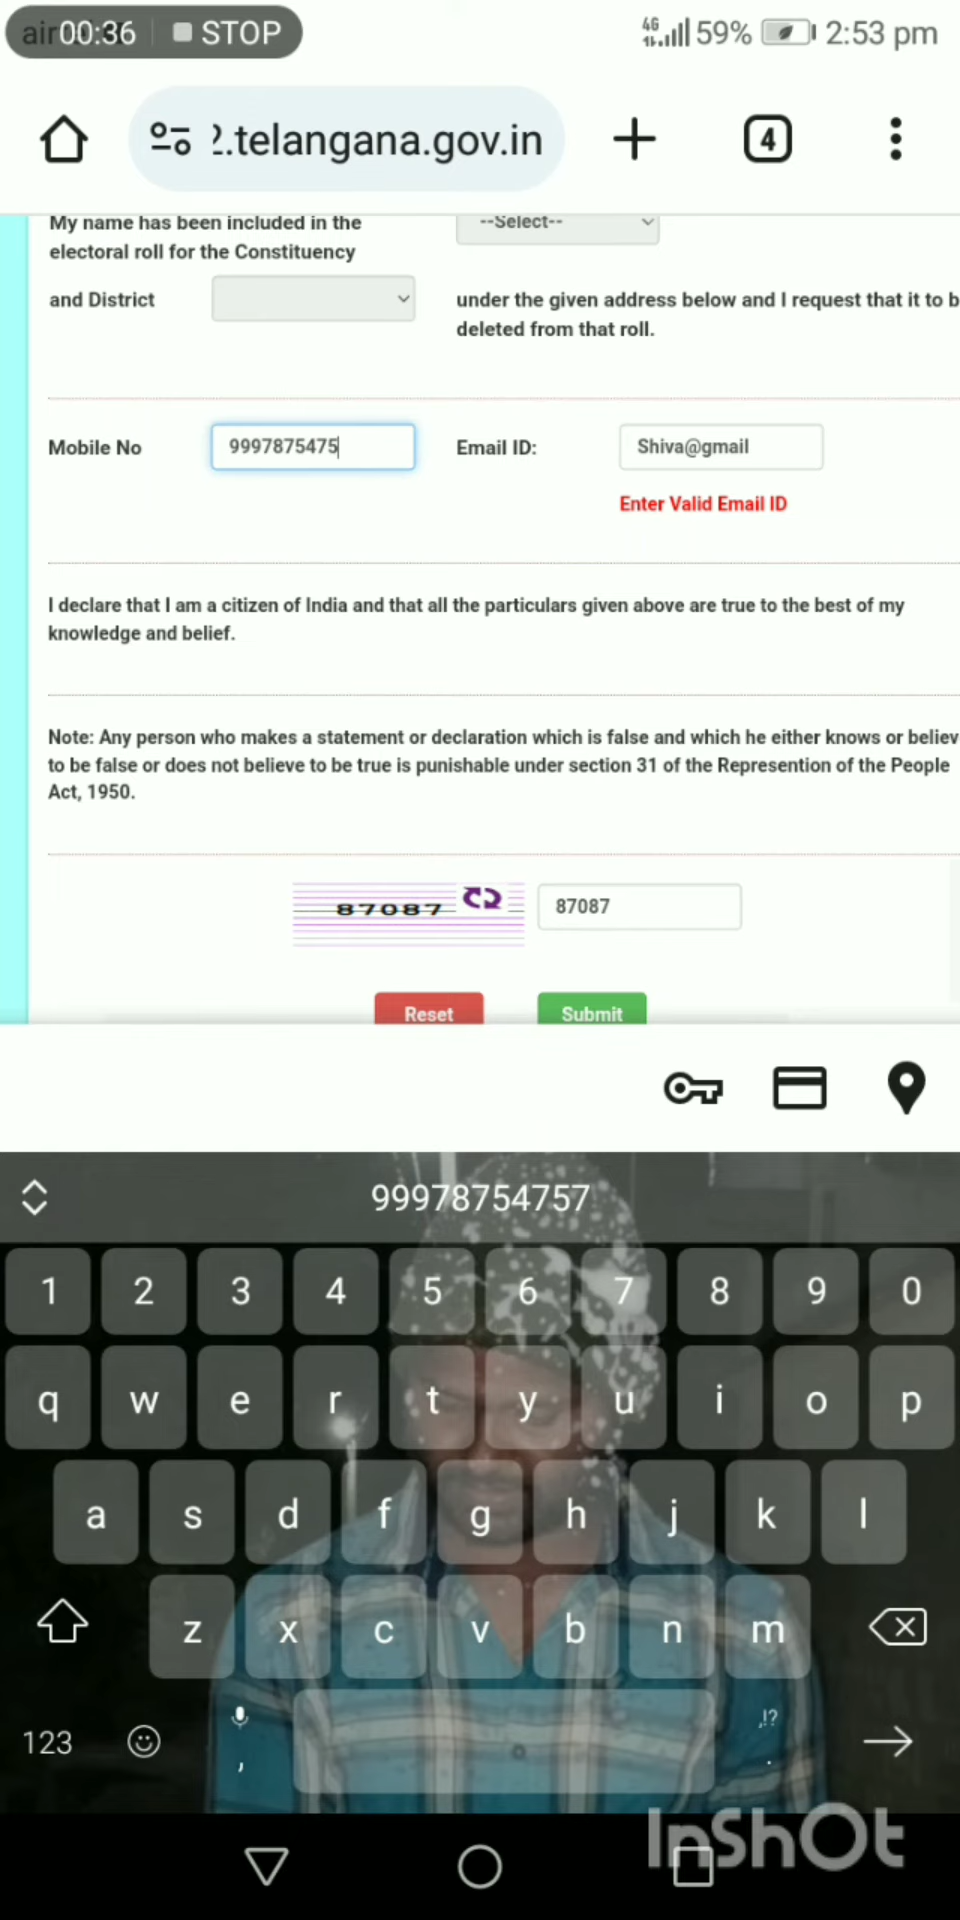 00:36 STOP 4G 59% 2:53 pm
2.telangana.gov.in 4
My name has been included in the --Select--
electoral roll for the Constituency
and District under the given address below and I request that it to b
deleted from that roll.
Mobile No 9997875475 Email ID: Shiva@gmail
Enter Valid Email ID
I declare that I am a citizen of India and that all the particulars given above are true to the best of my
knowledge and belief.
Note: Any person who makes a statement or declaration which is false and which he either knows or believ
to be false or does not believe to be true is punishable under section 31 of the Represention of the People
Act, 1950.
87087 87087
Reset Submit
99978754757
1 2 3 4 5 6 7 8 9 0
q w e r t y u i o p
a s d f g h j k l
z x c v b n m
123 , ,!? .
InShOt